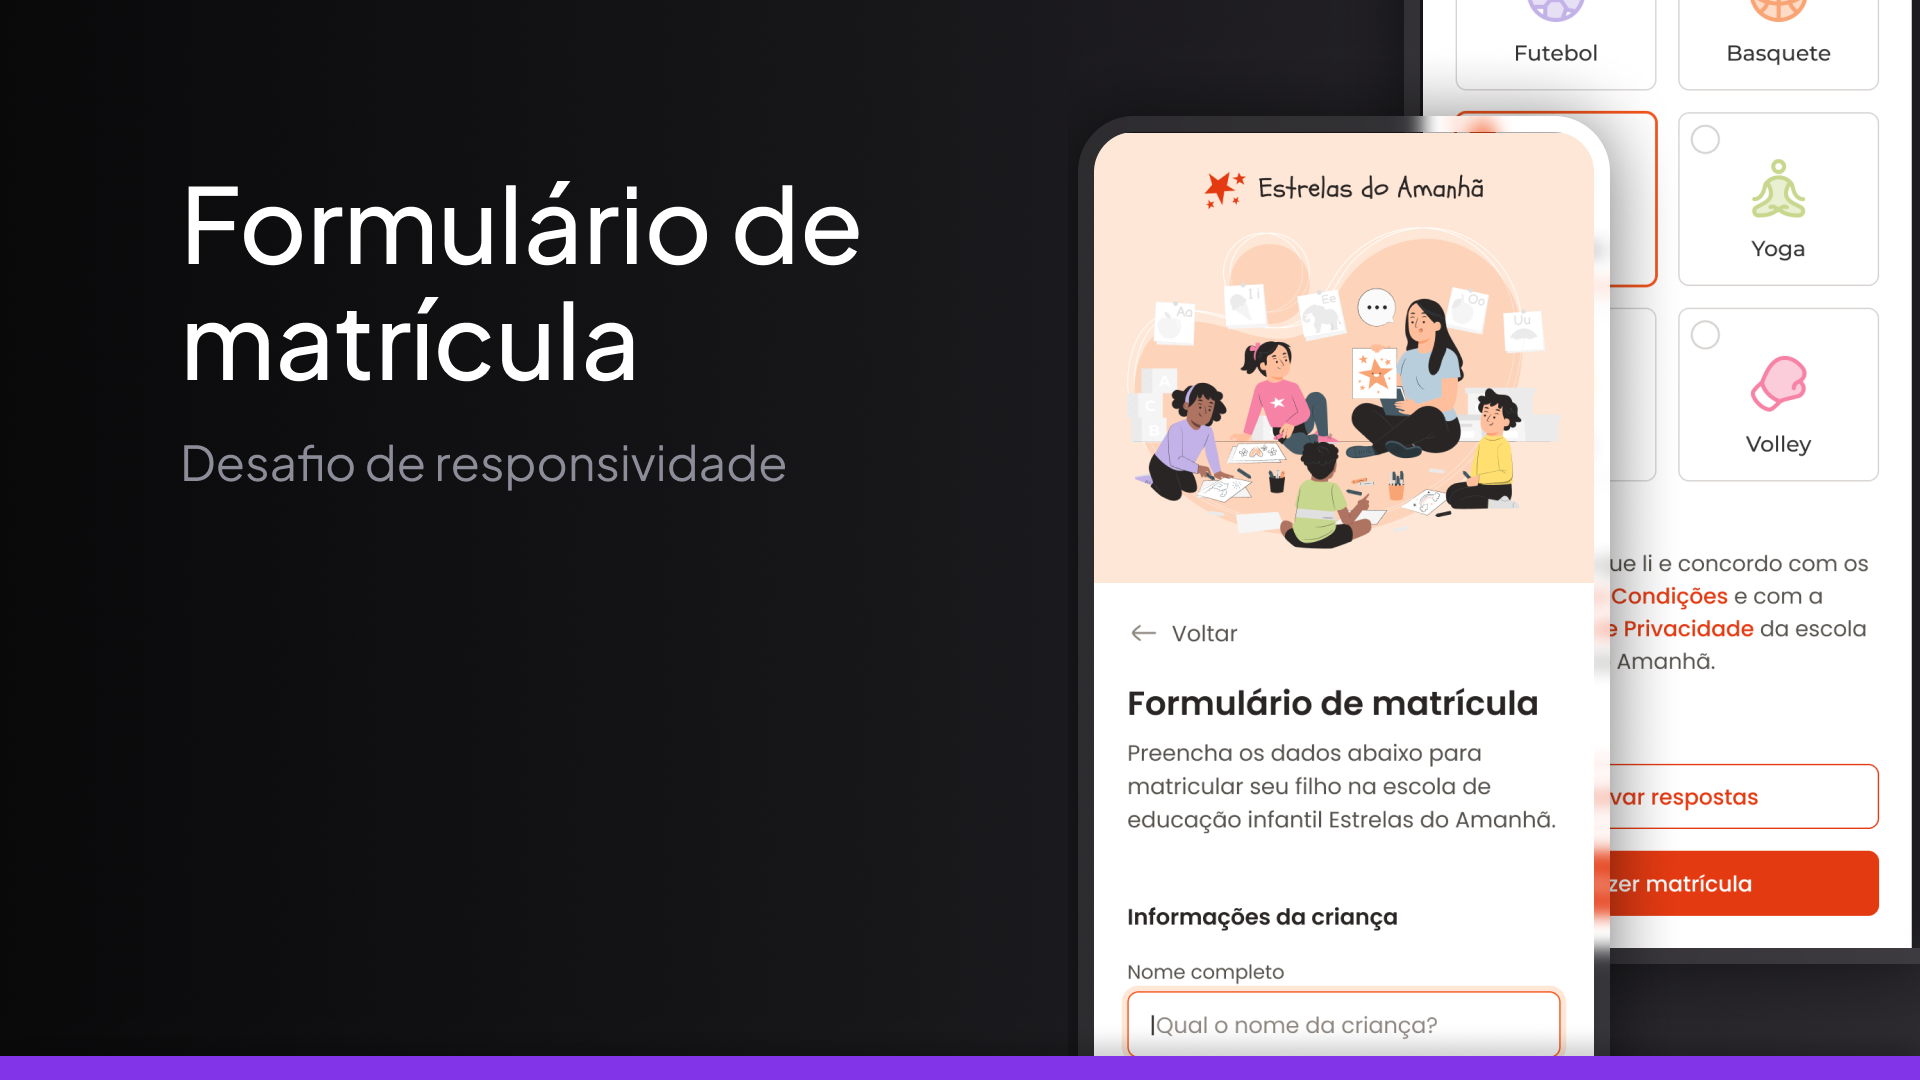 Formulário de
matrícula
Desafio de responsividade
Estrelas do Amanhã
Aa
I i
Ee
Oo
Uu
A
C
B
Voltar
Formulário de matrícula
Preencha os dados abaixo para
matricular seu filho na escola de
educação infantil Estrelas do Amanhã.
Informações da criança
Nome completo
Qual o nome da criança?
Futebol
Basquete
Yoga
Volley
ue li e concordo com os
Condições e com a
e Privacidade da escola
Amanhã.
var respostas
zer matrícula